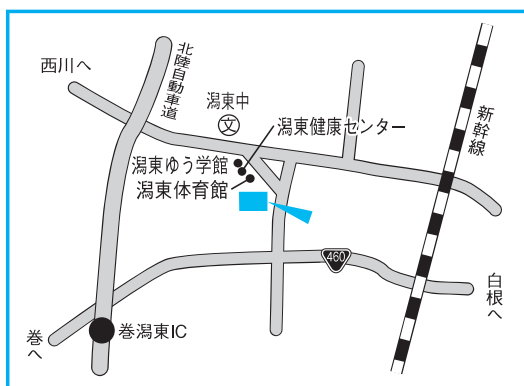 北陸自動車道
西川へ
潟東中
文
潟東健康センター
新幹線
潟東ゆう学館
潟東体育館
460
白根へ
巻へ
巻潟東IC